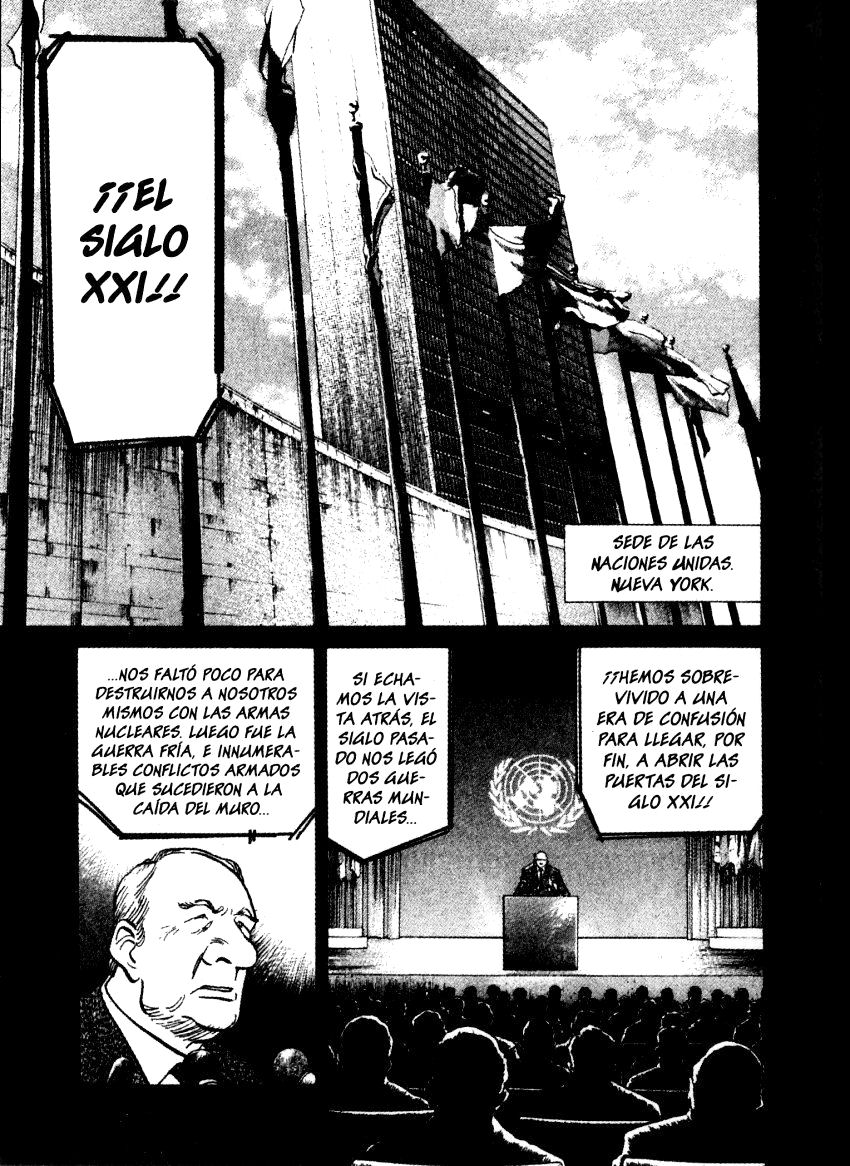 ¡¡EL
SIGLO
XXI!!
SEDE DE LAS
NACIONES UNIDAS.
NUEVA YORK.
¡¡HEMOS SOBRE-
VIVIDO A UNA
ERA DE CONFUSIÓN
PARA LLEGAR, POR
FIN, A ABRIR LAS
PUERTAS DEL SI-
GLO XXI!!
SI ECHA-
MOS LA VIS-
TA ATRÁS, EL
SIGLO PASA-
DO NOS LEGÓ
DOS GUE-
RRAS MUN-
DIALES...
...NOS FALTÓ POCO PARA
DESTRUIRNOS A NOSOTROS
MISMOS CON LAS ARMAS
NUCLEARES. LUEGO FUE LA
GUERRA FRÍA, E INNUMERA-
BLES CONFLICTOS ARMADOS
QUE SUCEDIERON A LA
CAÍDA DEL MURO...